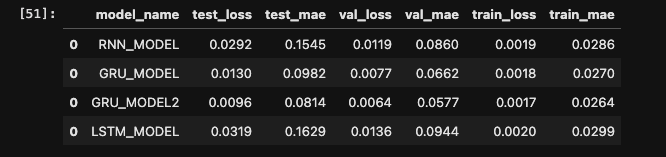 [51]:
model_name test_loss test_mae val_loss val_mae train_loss train_mae
0 RNN_MODEL 0.0292 0.1545 0.0119 0.0860 0.0019 0.0286
0 GRU_MODEL 0.0130 0.0982 0.0077 0.0662 0.0018 0.0270
0 GRU_MODEL2 0.0096 0.0814 0.0064 0.0577 0.0017 0.0264
0 LSTM_MODEL 0.0319 0.1629 0.0136 0.0944 0.0020 0.0299